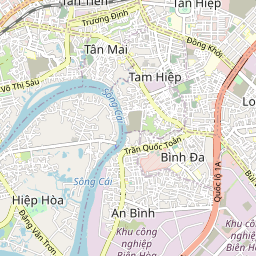 Tân Tiến
Tân Hiệp
Trương Định
Tân Mai
Đồng Khởi
Tam Hiệp
Võ Thị Sáu
Sông Cái
Trần Quốc Toản
Bình Đa
Quốc lộ 1A
Sông Cái
Hiệp Hòa
Đặng Văn Trơn
An Bình
Khu công
nghiệp
Biên Hòa
Khu công
nghiệp
Biên Hòa